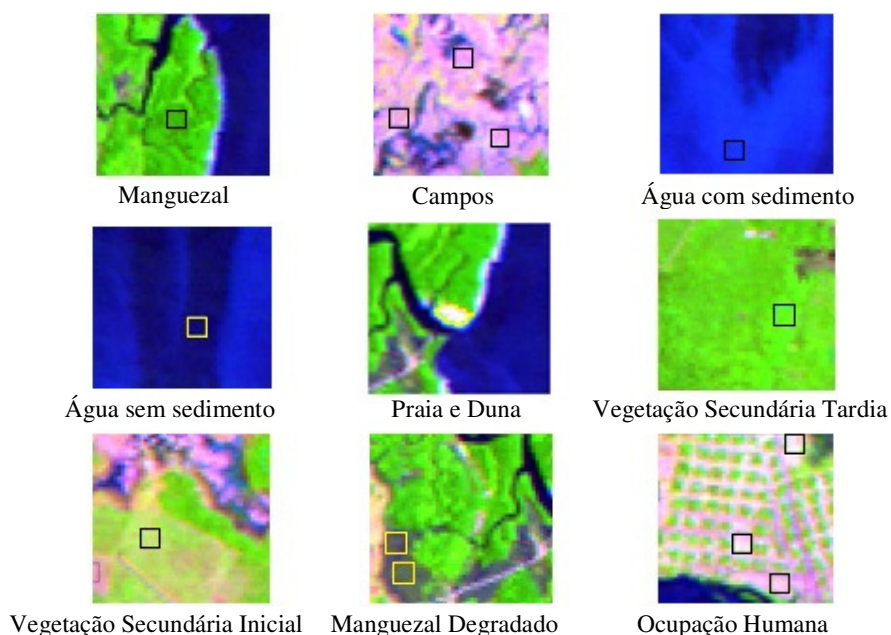 Manguezal
Campos
Água com sedimento
Água sem sedimento
Praia e Duna
Vegetação Secundária Tardia
Vegetação Secundária Inicial
Manguezal Degradado
Ocupação Humana